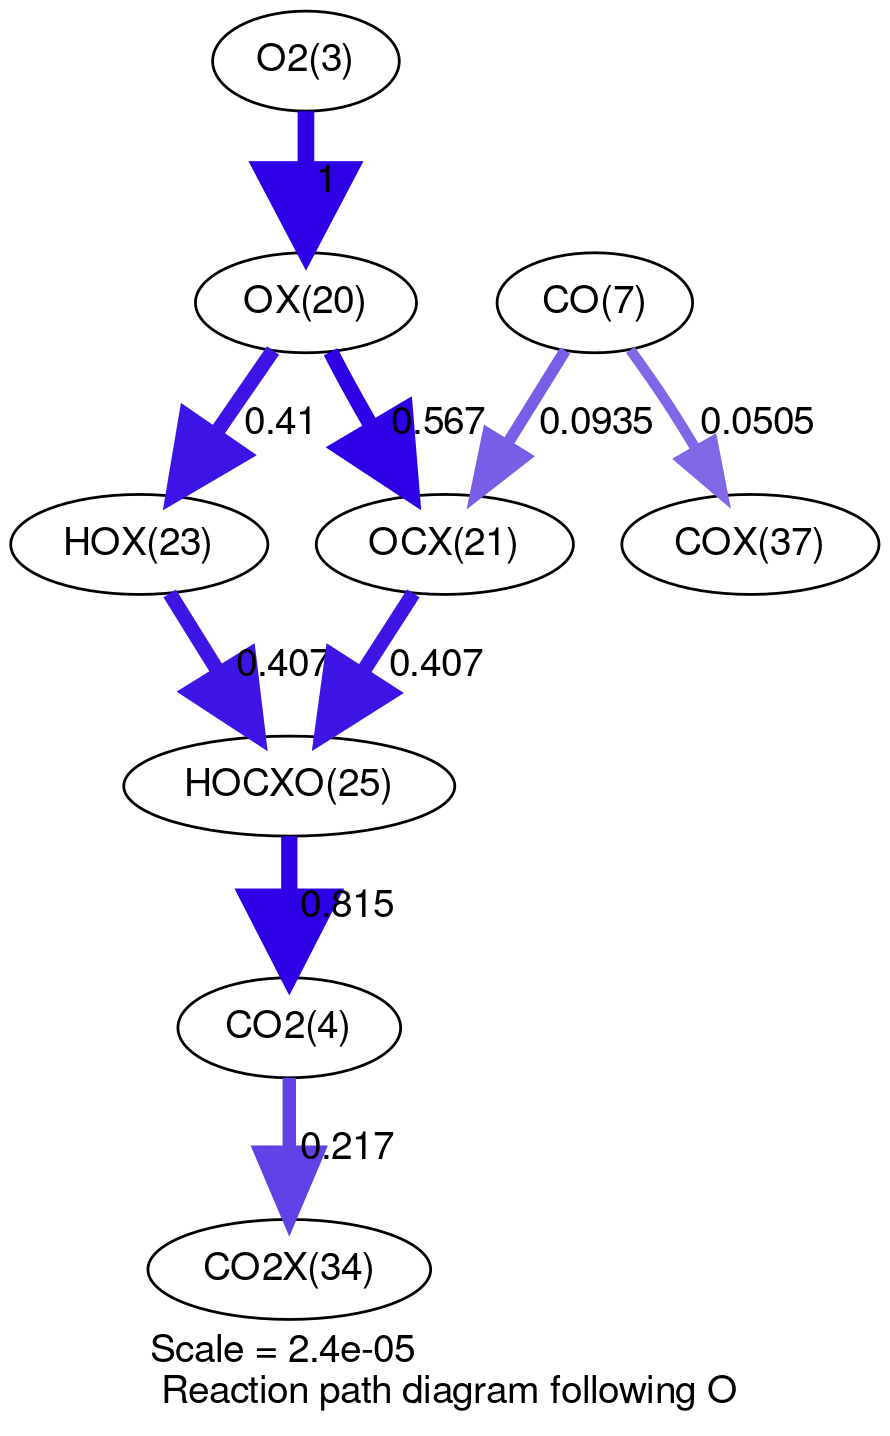 O2(3)
1
OX(20)
CO(7)
0.41
0.567
0.0935
0.0505
HOX(23)
OCX(21)
COX(37)
0.407
0.407
HOCXO(25)
0.815
CO2(4)
0.217
CO2X(34)
Scale = 2.4e-05
Reaction path diagram following O